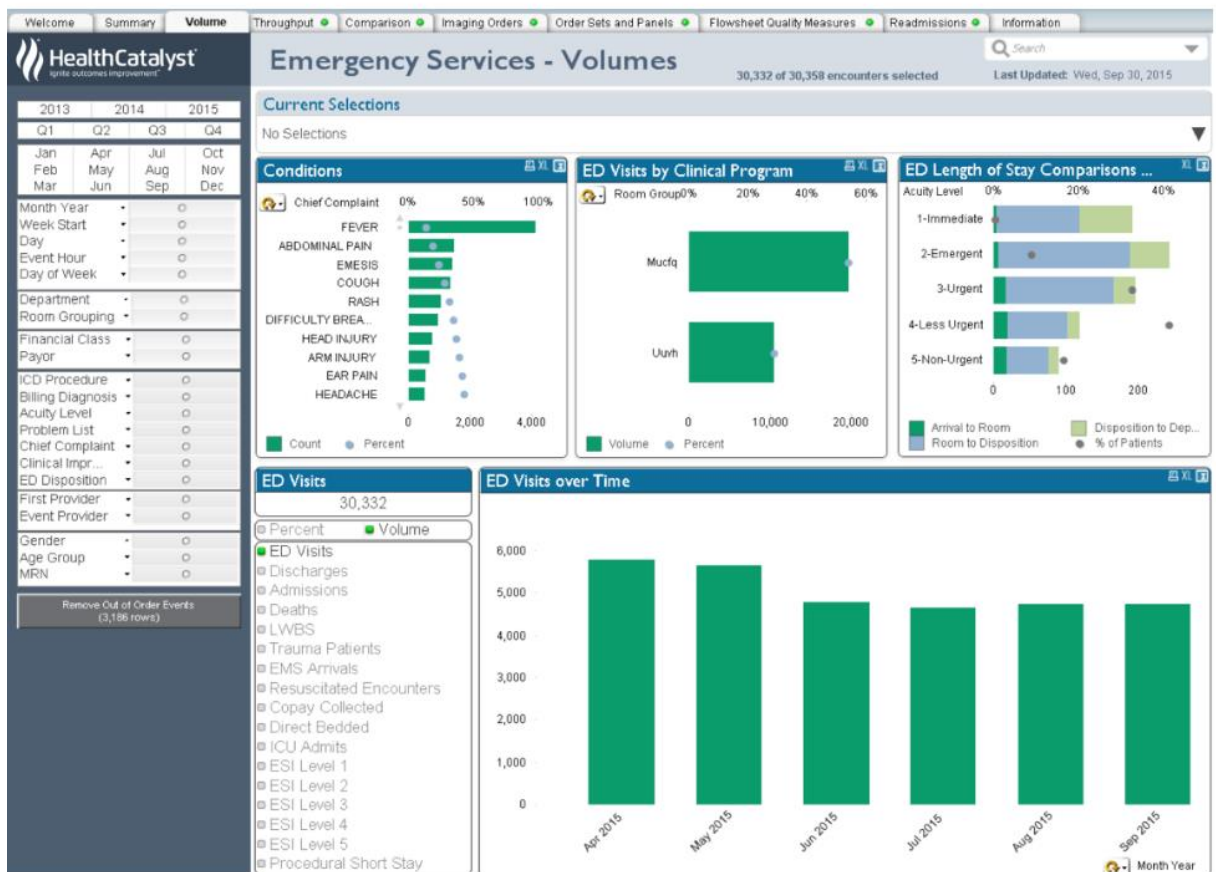 Welcome Summary Volume Throughput Comparison Imaging Orders Order Sets and Panels Flowsheet Quality Measures Readmissions Information
HealthCatalyst
ignite outcomes improvement
Emergency Services - Volumes
30,332 of 30,358 encounters selected
Search
Last Updated: Wed, Sep 30, 2015
2013 2014 2015
Q1 Q2 Q3 Q4
Jan Apr Jul Oct
Feb May Aug Nov
Mar Jun Sep Dec
Month Year
Week Start
Day
Event Hour
Day of Week
Department
Room Grouping
Financial Class
Payor
ICD Procedure
Billing Diagnosis
Acuity Level
Problem List
Chief Complaint
Clinical Impr...
ED Disposition
First Provider
Event Provider
Gender
Age Group
MRN
Remove Out of Order Events
(3,186 rows)
Current Selections
No Selections
Conditions
XL
Chief Complaint 0% 50% 100%
FEVER
ABDOMINAL PAIN
EMESIS
COUGH
RASH
DIFFICULTY BREA...
HEAD INJURY
ARM INJURY
EAR PAIN
HEADACHE
0 2,000 4,000
Count Percent
ED Visits by Clinical Program
XL
Room Group 0% 20% 40% 60%
Mucfq
Uuvh
0 10,000 20,000
Volume Percent
ED Length of Stay Comparisons ...
XL
Acuity Level 0% 20% 40%
1-Immediate
2-Emergent
3-Urgent
4-Less Urgent
5-Non-Urgent
0 100 200
Arrival to Room Disposition to Dep...
Room to Disposition % of Patients
ED Visits
30,332
Percent Volume
ED Visits
Discharges
Admissions
Deaths
LWBS
Trauma Patients
EMS Arrivals
Resuscitated Encounters
Copay Collected
Direct Bedded
ICU Admits
ESI Level 1
ESI Level 2
ESI Level 3
ESI Level 4
ESI Level 5
Procedural Short Stay
ED Visits over Time
XL
6,000
5,000
4,000
3,000
2,000
1,000
0
Apr 2015 May 2015 Jun 2015 Jul 2015 Aug 2015 Sep 2015
Month Year